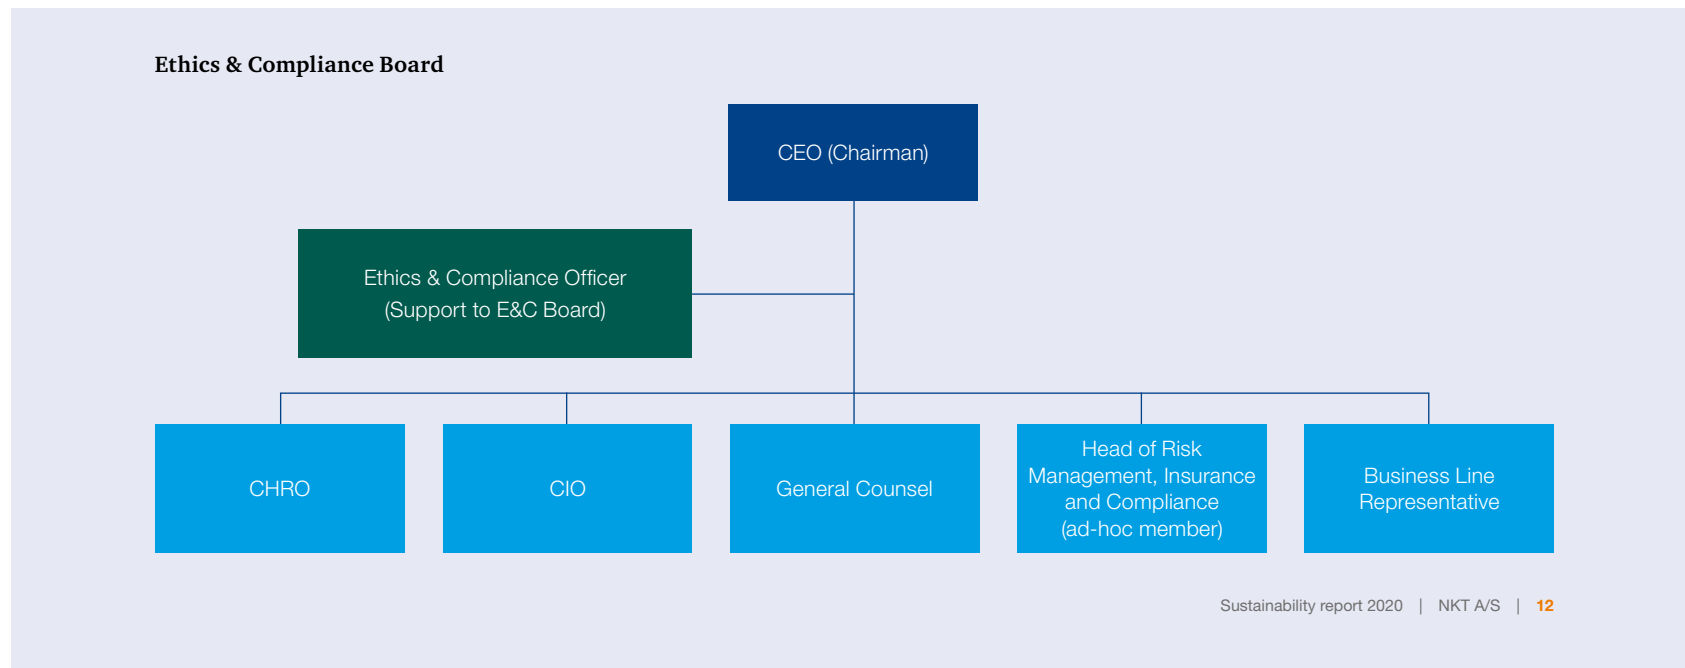 Ethics & Compliance Board
CEO (Chairman)
Ethics & Compliance Officer
(Support to E&C Board)
CHRO
CIO
General Counsel
Head of Risk
Management, Insurance
and Compliance
(ad-hoc member)
Business Line
Representative
Sustainability report 2020 | NKT A/S | 12